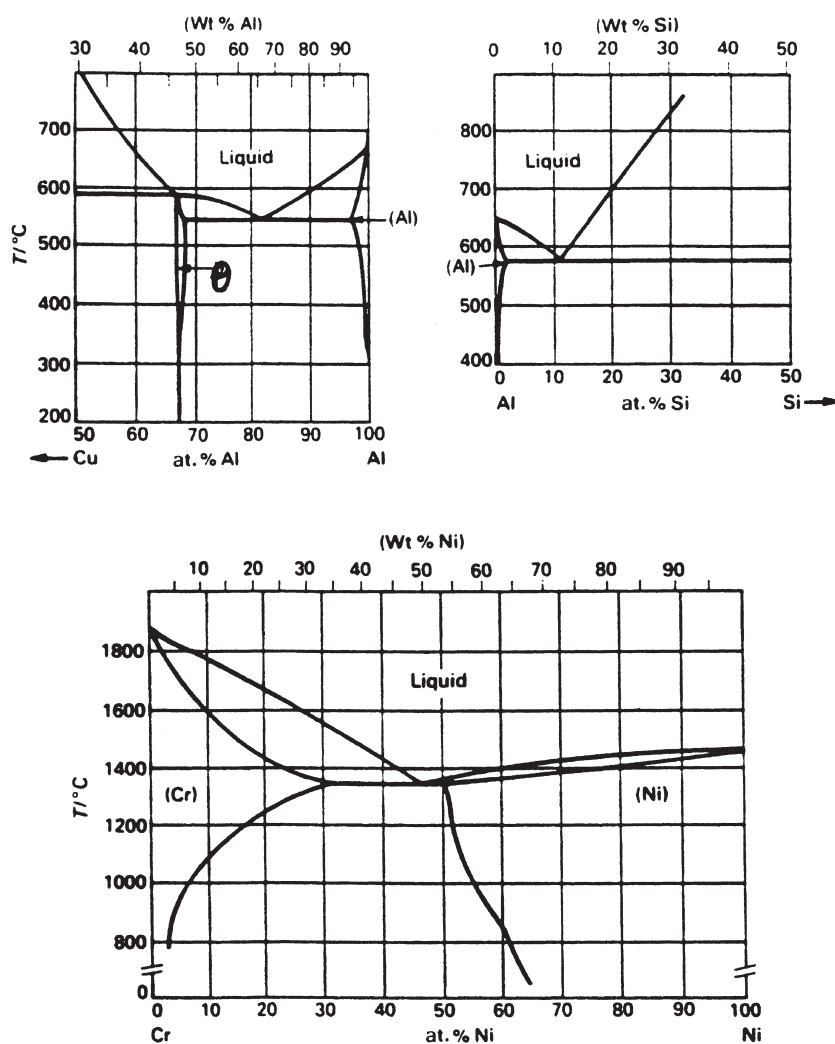 (Wt % Al)
30 40 50 60 70 80 90
700
600
500
400
300
200
T/°C
Liquid
(Al)
θ
50 60 70 80 90 100
← Cu at. % Al Al
(Wt % Si)
0 10 20 30 40 50
800
700
600
500
400
Liquid
(Al)
0 10 20 30 40 50
Al at. % Si Si →
(Wt % Ni)
10 20 30 40 50 60 70 80 90
1800
1600
1400
1200
1000
800
0
T/°C
Liquid
(Cr)
(Ni)
0 10 20 30 40 50 60 70 80 90 100
Cr at. % Ni Ni